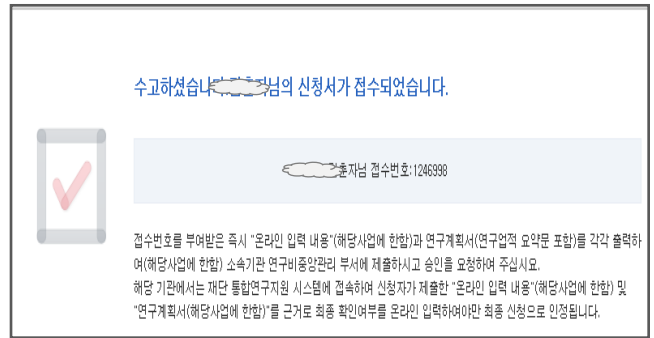 수고하셨습니 님의 신청서가 접수되었습니다.
춘자님 접수번호:1246998
접수번호를 부여받은 즉시 "온라인 입력 내용"(해당사업에 한함)과 연구계획서(연구업적 요약문 포함)를 각각 출력하
여(해당사업에 한함) 소속기관 연구비중앙관리 부서에 제출하시고 승인을 요청하여 주십시요.
해당 기관에서는 재단 통합연구지원 시스템에 접속하여 신청자가 제출한 "온라인 입력 내용"(해당사업에 한함) 및
"연구계획서(해당사업에 한함)"를 근거로 최종 확인여부를 온라인 입력하여야만 최종 신청으로 인정됩니다.